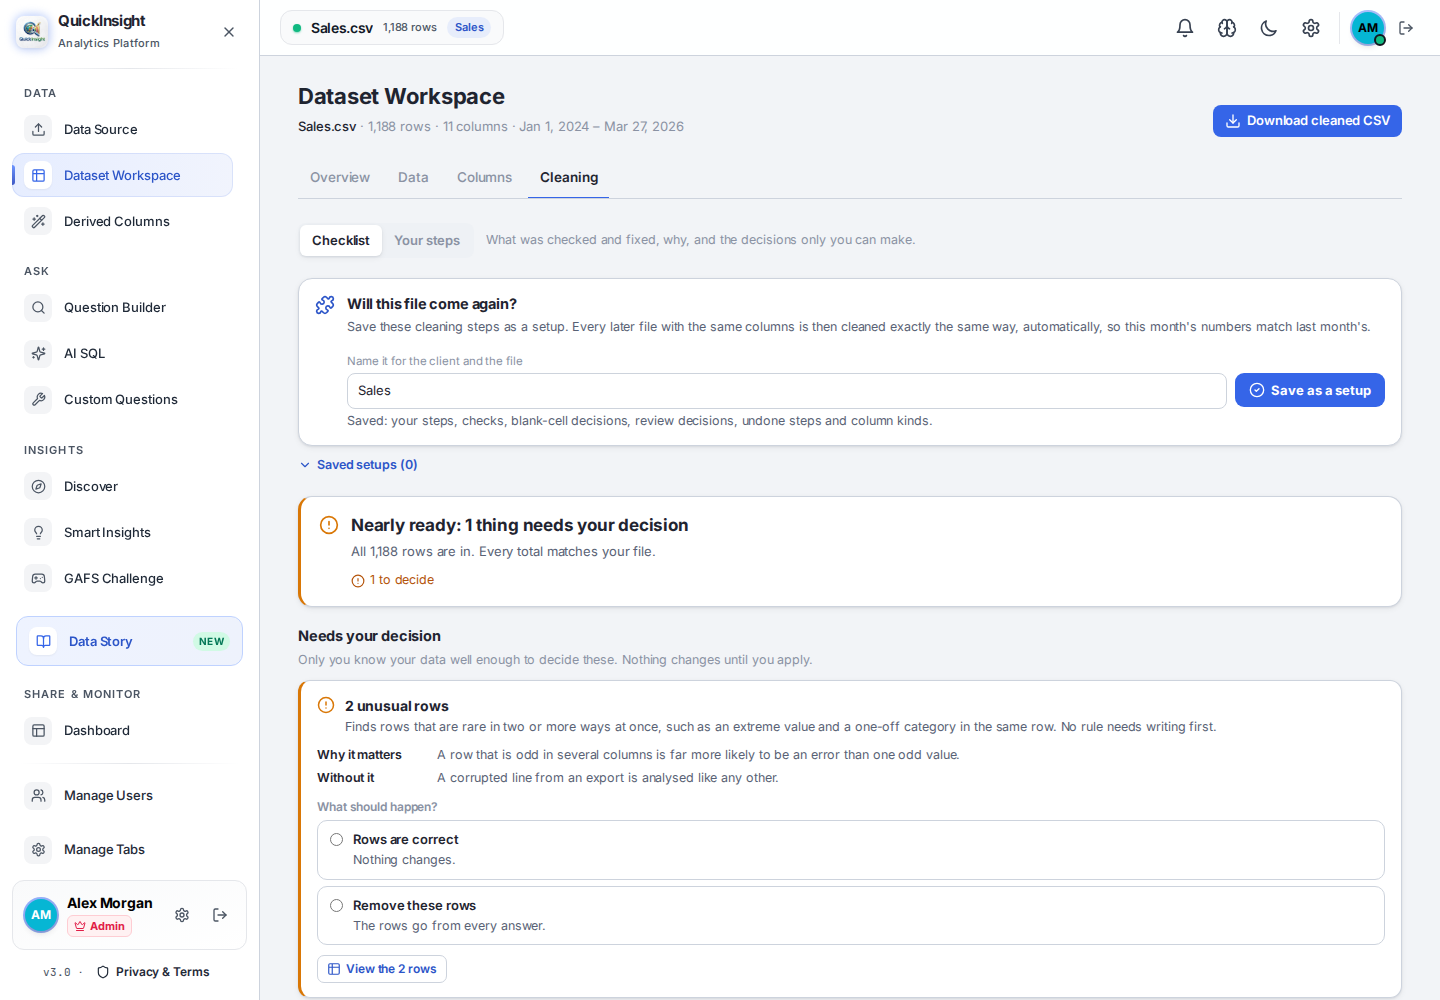 QuickInsight
Analytics Platform
DATA
Data Source
Dataset Workspace
Derived Columns
ASK
Question Builder
AI SQL
Custom Questions
INSIGHTS
Discover
Smart Insights
GAFS Challenge
Data Story NEW
SHARE & MONITOR
Dashboard
Manage Users
Manage Tabs
AM Alex Morgan
Admin
v3.0 · Privacy & Terms
Sales.csv 1,188 rows Sales
AM
Dataset Workspace
Sales.csv · 1,188 rows · 11 columns · Jan 1, 2024 – Mar 27, 2026
Download cleaned CSV
Overview Data Columns Cleaning
Checklist Your steps What was checked and fixed, why, and the decisions only you can make.
Will this file come again?
Save these cleaning steps as a setup. Every later file with the same columns is then cleaned exactly the same way, automatically, so this month's numbers match last month's.
Name it for the client and the file
Sales
Save as a setup
Saved: your steps, checks, blank-cell decisions, review decisions, undone steps and column kinds.
Saved setups (0)
Nearly ready: 1 thing needs your decision
All 1,188 rows are in. Every total matches your file.
1 to decide
Needs your decision
Only you know your data well enough to decide these. Nothing changes until you apply.
2 unusual rows
Finds rows that are rare in two or more ways at once, such as an extreme value and a one-off category in the same row. No rule needs writing first.
Why it matters A row that is odd in several columns is far more likely to be an error than one odd value.
Without it A corrupted line from an export is analysed like any other.
What should happen?
Rows are correct
Nothing changes.
Remove these rows
The rows go from every answer.
View the 2 rows